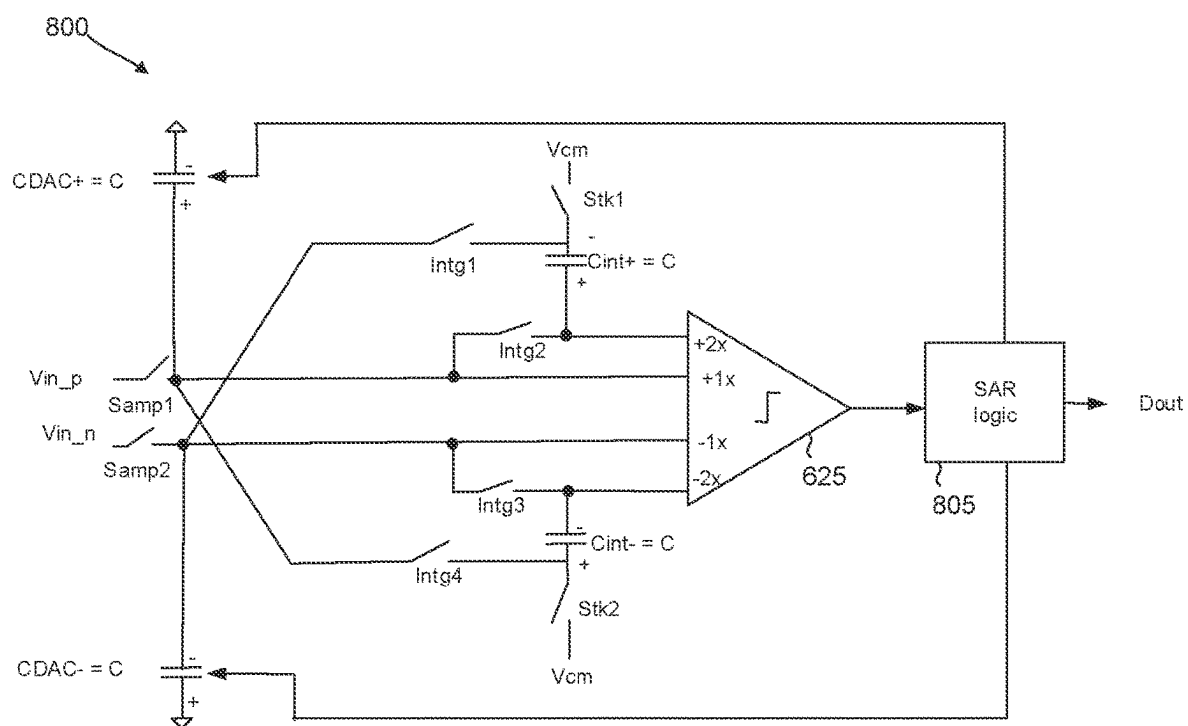 800
Vcm
CDAC+ = C
-
+
Stk1
-
Intg1
Cint+ = C
+
Intg2
+2x
Vin_p
+1x
SAR
logic
Dout
Samp1
Vin_n
-1x
Samp2
-2x
625
805
Intg3
-
Cint- = C
Intg4
+
Stk2
CDAC- = C
-
+
Vcm